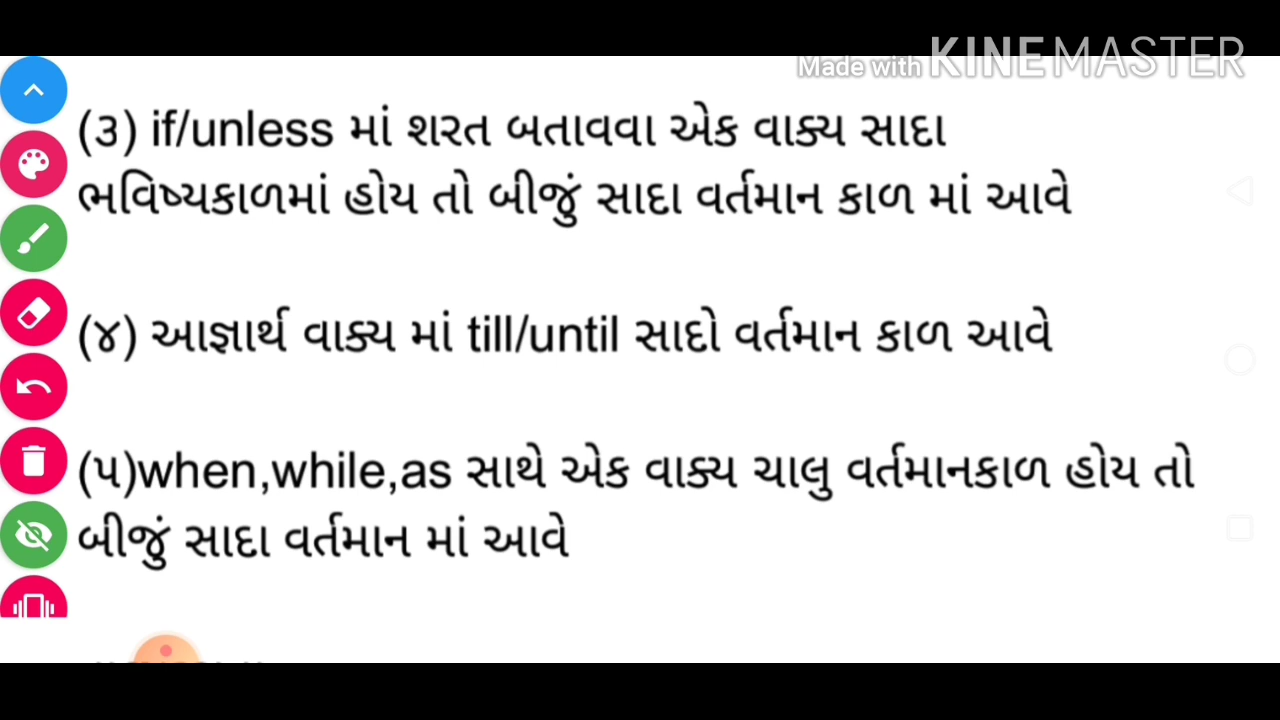 Made with KINEMASTER
(૩) if/unless માં શરત બતાવવા એક વાક્ય સાદા
ભવિષ્યકાળમાં હોય તો બીજું સાદા વર્તમાન કાળ માં આવે
(૪) આજ્ઞાર્થ વાક્ય માં till/until સાદો વર્તમાન કાળ આવે
(૫)when,while,as સાથે એક વાક્ય ચાલુ વર્તમાનકાળ હોય તો
બીજું સાદા વર્તમાન માં આવે